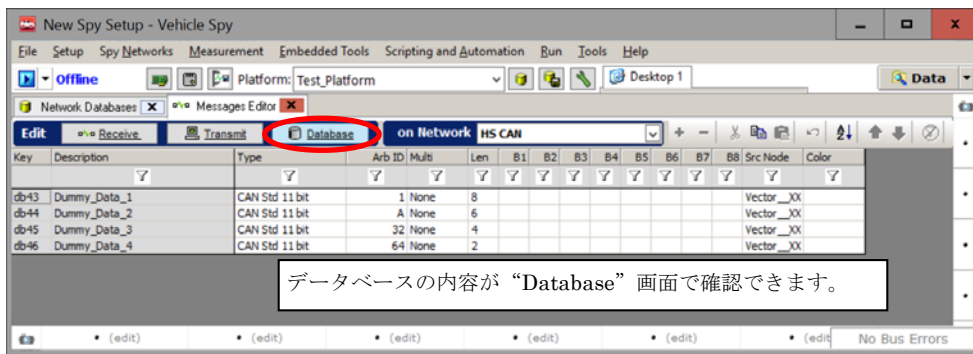 New Spy Setup - Vehicle Spy
File Setup Spy Networks Measurement Embedded Tools Scripting and Automation Run Tools Help
Offline Platform: Test_Platform Desktop 1 Data
Network Databases X Messages Editor X
Edit Receive Transmit Database on Network HS CAN
Key Description Type Arb ID Multi Len B1 B2 B3 B4 B5 B6 B7 B8 Src Node Color
db43 Dummy_Data_1 CAN Std 11 bit 1 None 8 Vector__XX
db44 Dummy_Data_2 CAN Std 11 bit A None 6 Vector__XX
db45 Dummy_Data_3 CAN Std 11 bit 32 None 4 Vector__XX
db46 Dummy_Data_4 CAN Std 11 bit 64 None 2 Vector__XX
データベースの内容が“Database”画面で確認できます。
• (edit) • (edit) • (edit) • (edit) • (edit) • (edit No Bus Errors